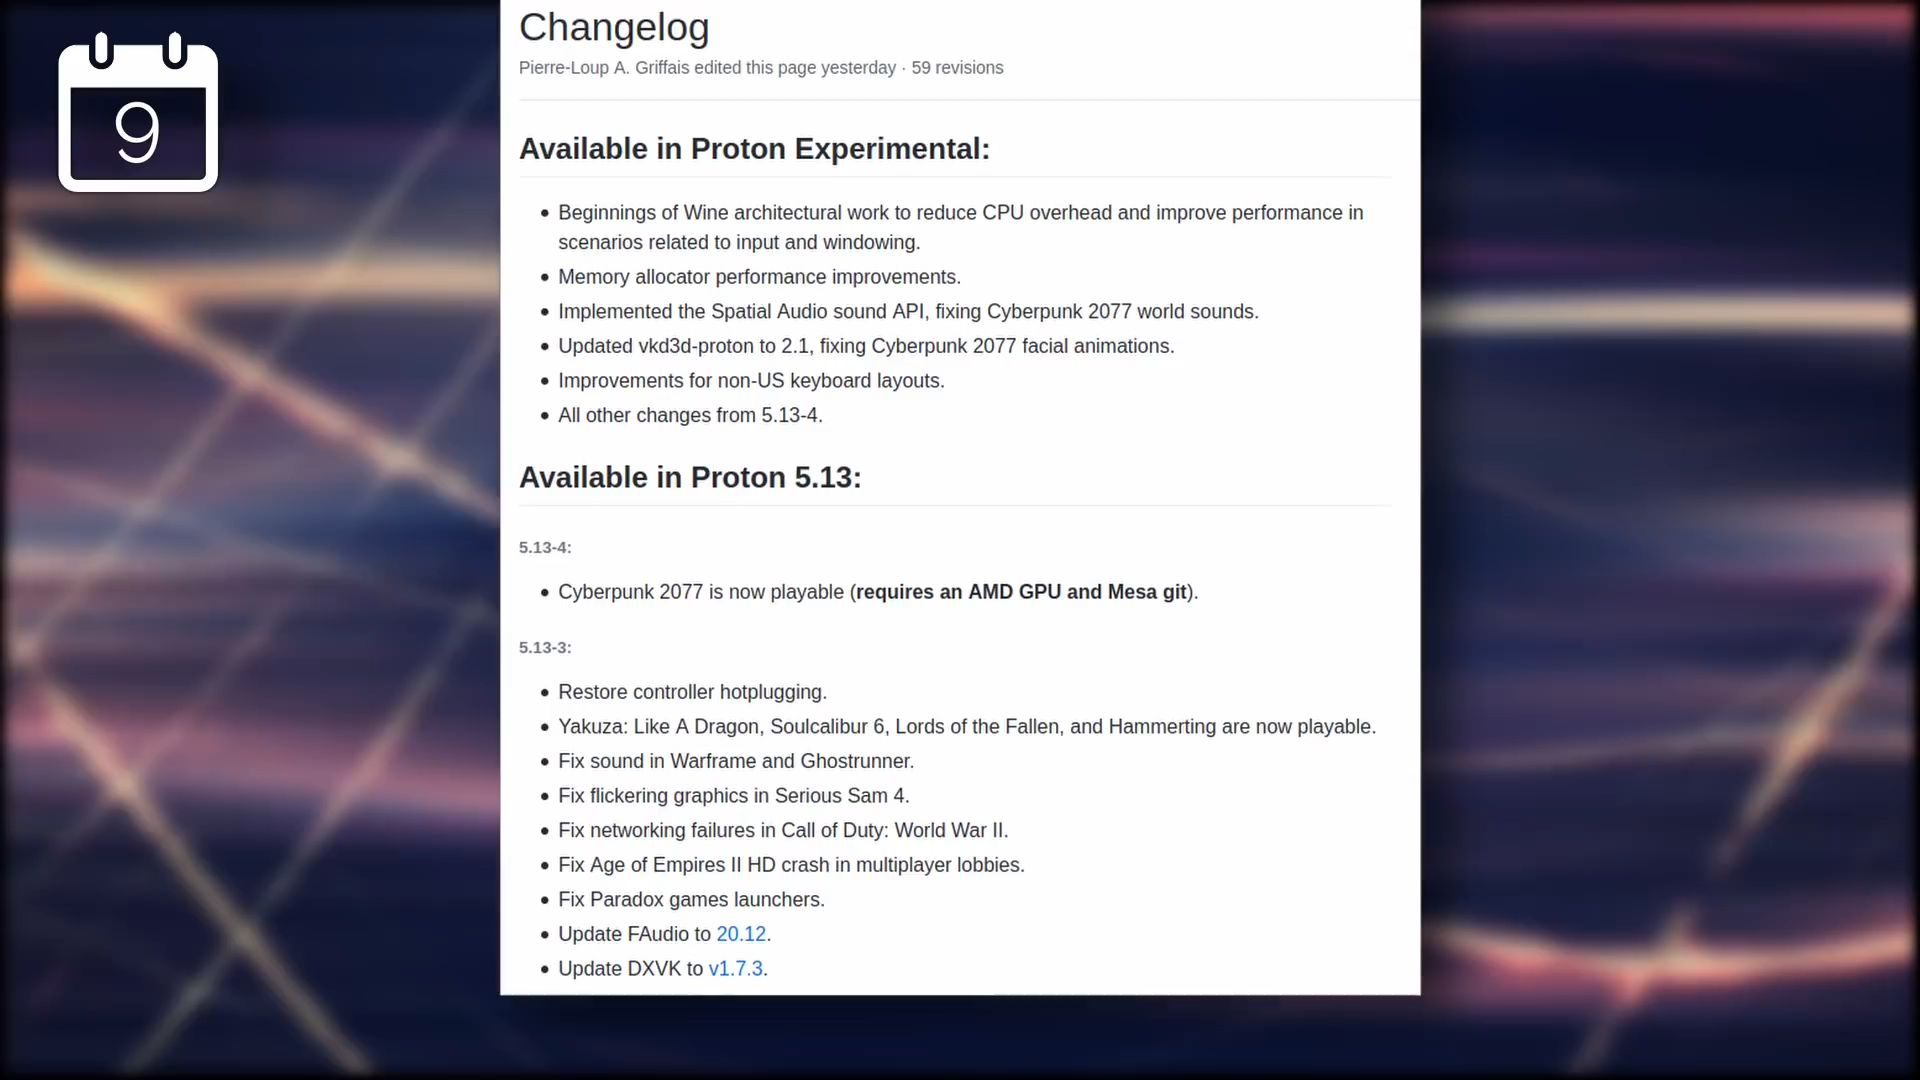 9
Changelog
Pierre-Loup A. Griffais edited this page yesterday · 59 revisions
Available in Proton Experimental:
• Beginnings of Wine architectural work to reduce CPU overhead and improve performance in
scenarios related to input and windowing.
• Memory allocator performance improvements.
• Implemented the Spatial Audio sound API, fixing Cyberpunk 2077 world sounds.
• Updated vkd3d-proton to 2.1, fixing Cyberpunk 2077 facial animations.
• Improvements for non-US keyboard layouts.
• All other changes from 5.13-4.
Available in Proton 5.13:
5.13-4:
• Cyberpunk 2077 is now playable (requires an AMD GPU and Mesa git).
5.13-3:
• Restore controller hotplugging.
• Yakuza: Like A Dragon, Soulcalibur 6, Lords of the Fallen, and Hammerting are now playable.
• Fix sound in Warframe and Ghostrunner.
• Fix flickering graphics in Serious Sam 4.
• Fix networking failures in Call of Duty: World War II.
• Fix Age of Empires II HD crash in multiplayer lobbies.
• Fix Paradox games launchers.
• Update FAudio to 20.12.
• Update DXVK to v1.7.3.